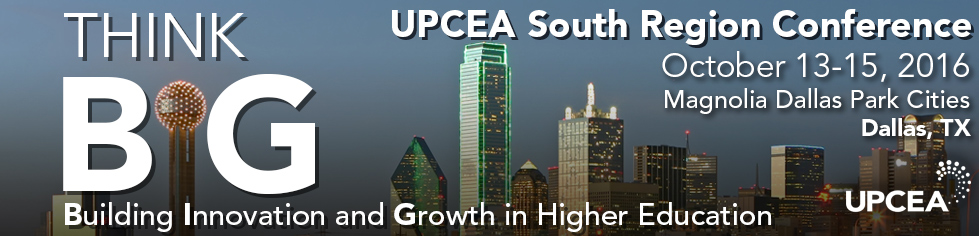 THINK
BIG
Building Innovation and Growth in Higher Education
UPCEA South Region Conference
October 13-15, 2016
Magnolia Dallas Park Cities
Dallas, TX
UPCEA